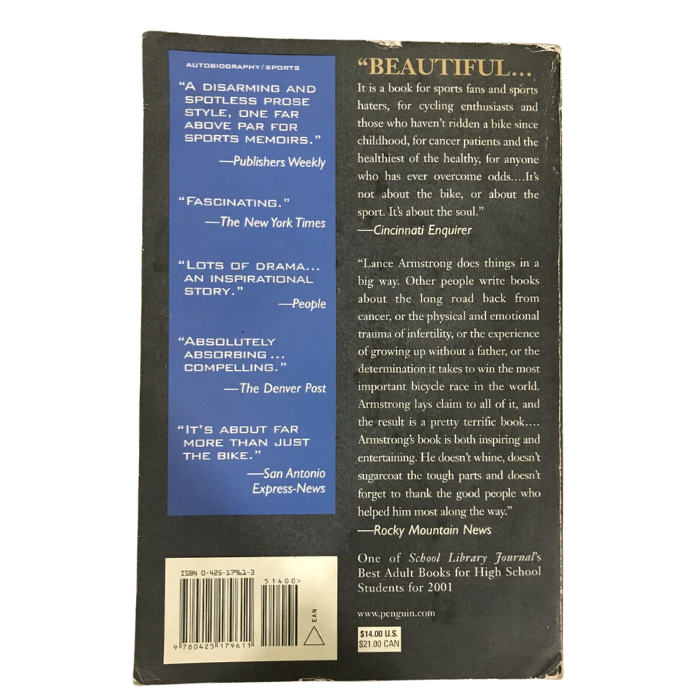 AUTOBIOGRAPHY/SPORTS
"A DISARMING AND
SPOTLESS PROSE
STYLE, ONE FAR
ABOVE PAR FOR
SPORTS MEMOIRS."
—Publishers Weekly
"FASCINATING."
—The New York Times
"LOTS OF DRAMA...
AN INSPIRATIONAL
STORY."
—People
"ABSOLUTELY
ABSORBING ...
COMPELLING."
—The Denver Post
"IT'S ABOUT FAR
MORE THAN JUST
THE BIKE."
—San Antonio
Express-News
"BEAUTIFUL...
It is a book for sports fans and sports
haters, for cycling enthusiasts and
those who haven't ridden a bike since
childhood, for cancer patients and the
healthiest of the healthy, for anyone
who has ever overcome odds....It's
not about the bike, or about the
sport. It's about the soul."
—Cincinnati Enquirer
"Lance Armstrong does things in a
big way. Other people write books
about the long road back from
cancer, or the physical and emotional
trauma of infertility, or the experience
of growing up without a father, or the
determination it takes to win the most
important bicycle race in the world.
Armstrong lays claim to all of it, and
the result is a pretty terrific book....
Armstrong's book is both inspiring and
entertaining. He doesn't whine, doesn't
sugarcoat the tough parts and doesn't
forget to thank the good people who
helped him most along the way."
—Rocky Mountain News
One of School Library Journal's
Best Adult Books for High School
Students for 2001
www.penguin.com
$14.00 U.S.
$21.00 CAN
ISBN 0-425-17961-3
51400>
9 780425 179611
EAN